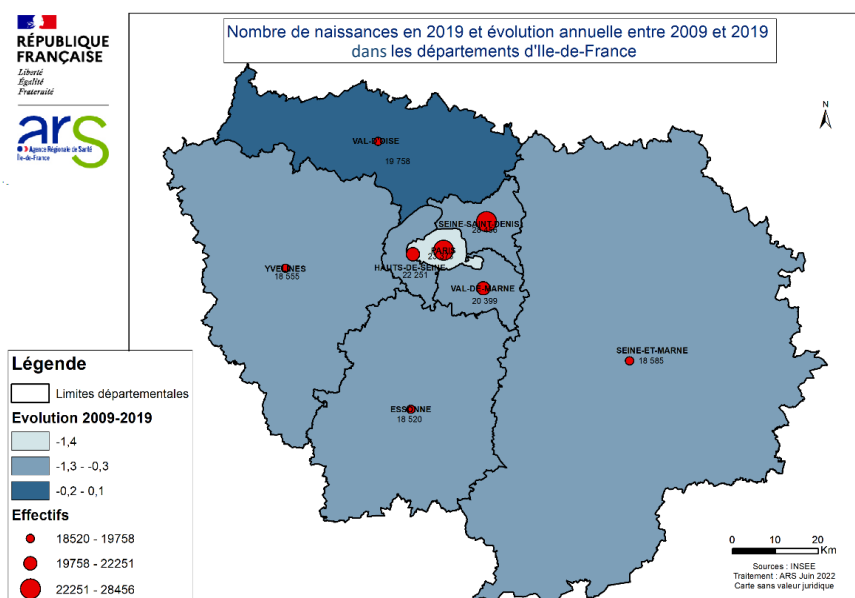 RÉPUBLIQUE
FRANÇAISE
Liberté
Égalité
Fraternité
ars
Agence Régionale de Santé
Île-de-France
Nombre de naissances en 2019 et évolution annuelle entre 2009 et 2019
dans les départements d'Ile-de-France
N
VAL-D'OISE
19 758
SEINE-SAINT-DENIS
PARIS
HAUTS-DE-SEINE
22 251
YVELINES
18 555
VAL-DE-MARNE
20 399
SEINE-ET-MARNE
18 585
ESSONNE
18 520
Légende
Limites départementales
Evolution 2009-2019
-1,4
-1,3 - -0,3
-0,2 - 0,1
Effectifs
18520 - 19758
19758 - 22251
22251 - 28456
0 10 20
Km
Sources : INSEE
Traitement : ARS Juin 2022
Carte sans valeur juridique